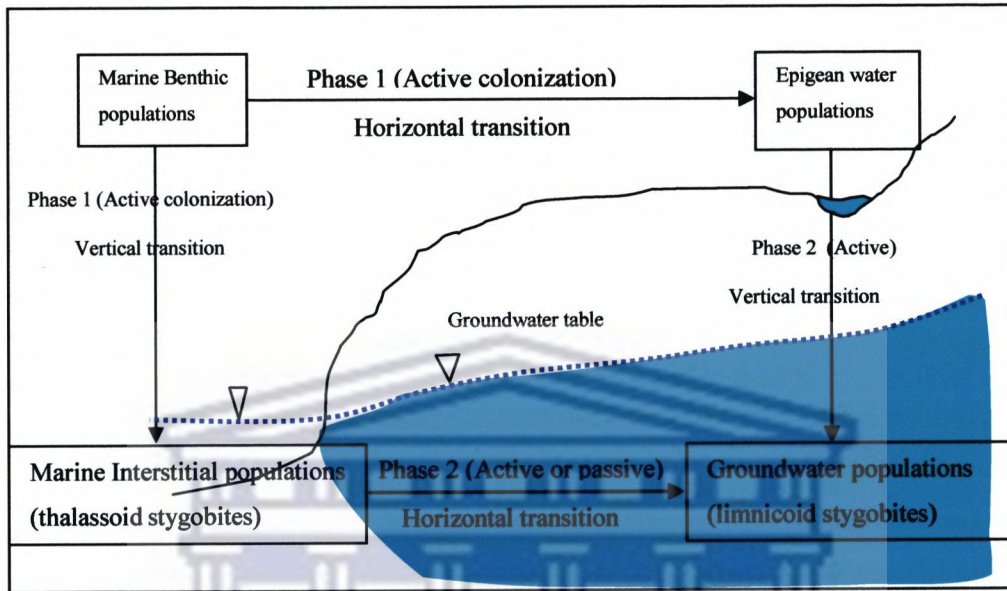 Marine Benthic
populations
Phase 1 (Active colonization)
Horizontal transition
Epigean water
populations
Phase 1 (Active colonization)
Vertical transition
Phase 2 (Active)
Vertical transition
Groundwater table
Marine Interstitial populations
(thalassoid stygobites)
Phase 2 (Active or passive)
Horizontal transition
Groundwater populations
(limnicoid stygobites)